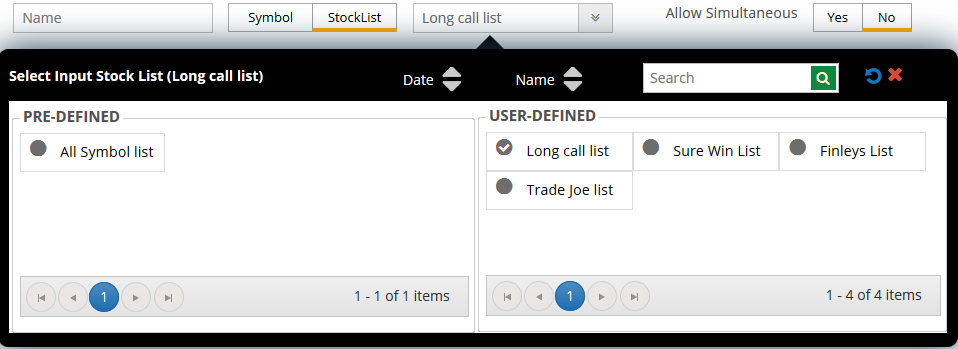 Name Symbol StockList Long call list Allow Simultaneous Yes No
Select Input Stock List (Long call list) Date Name Search
PRE-DEFINED
All Symbol list
1 1 - 1 of 1 items
USER-DEFINED
Long call list Sure Win List Finleys List
Trade Joe list
1 1 - 4 of 4 items